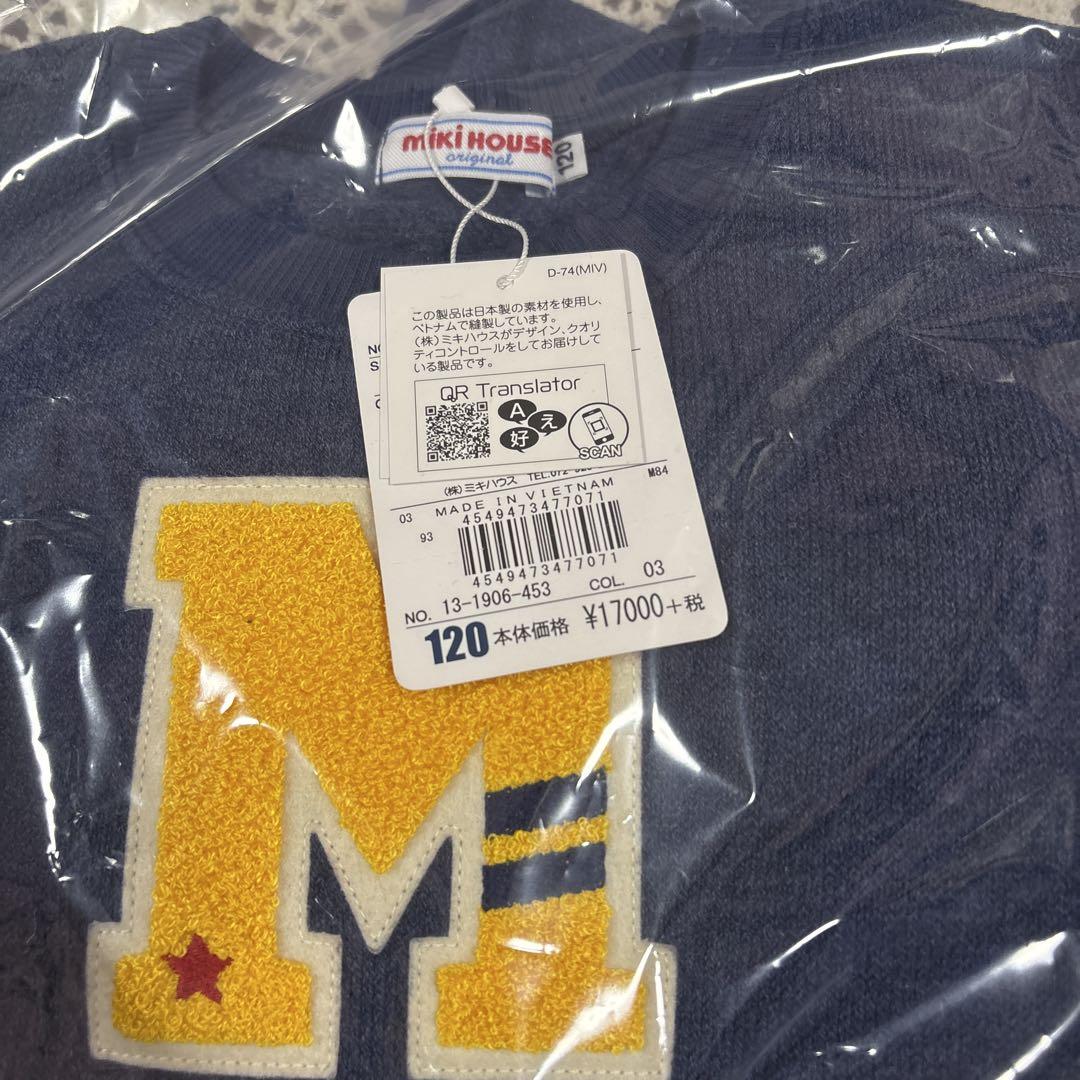 miki HOUSE
original
120
D-74(MIV)
この製品は日本製の素材を使用し、
ベトナムで縫製しています。
(株)ミキハウスがデザイン、クオリ
ティコントロールをしてお届けして
いる製品です。
QR Translator
A
え
好
SCAN
(株)ミキハウス TEL.072
M84
MADE IN VIETNAM
03
4549473477071
93
4549473477071
NO. 13-1906-453 COL. 03
120 本体価格 ¥17000+税
M